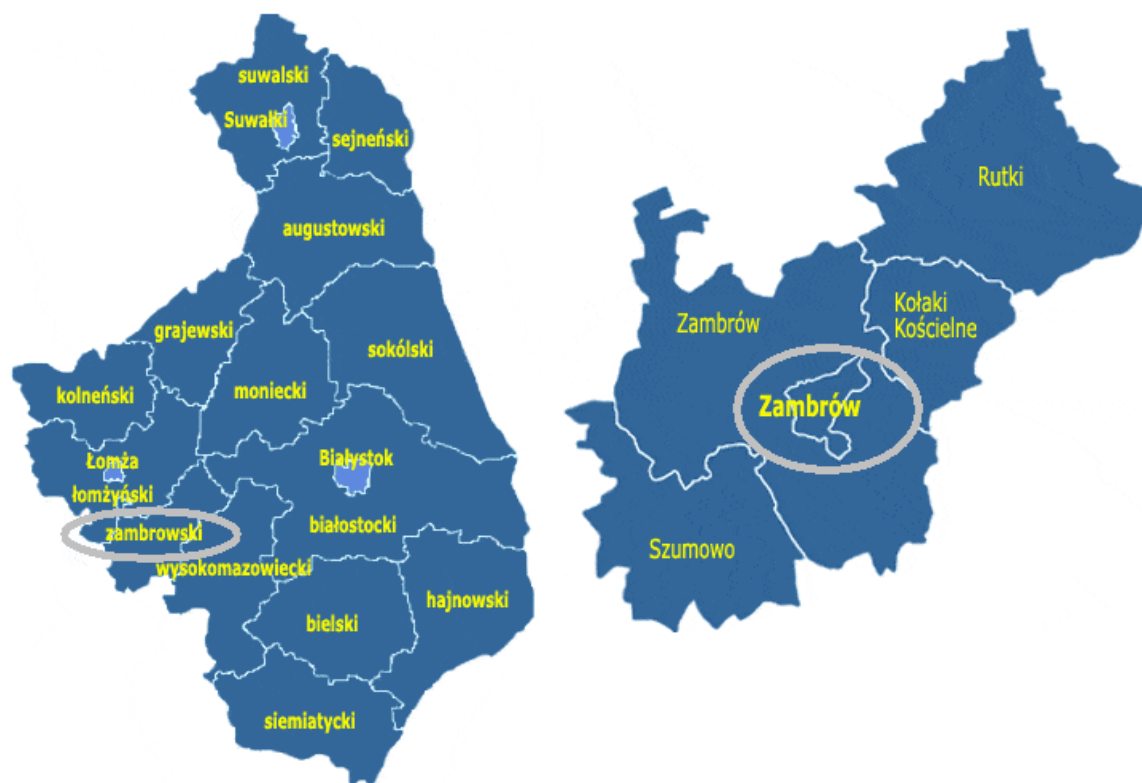 suwalski
Suwałki
sejneński
augustowski
grajewski
sokólski
kolneński
moniecki
Łomża
łomżyóski
Białystok
zambrowski
białostocki
wysokomazowiecki
hajnowski
bielski
siemiatycki
Rutki
Zambrów
Kołaki
Kościelne
Zambrów
Szumowo